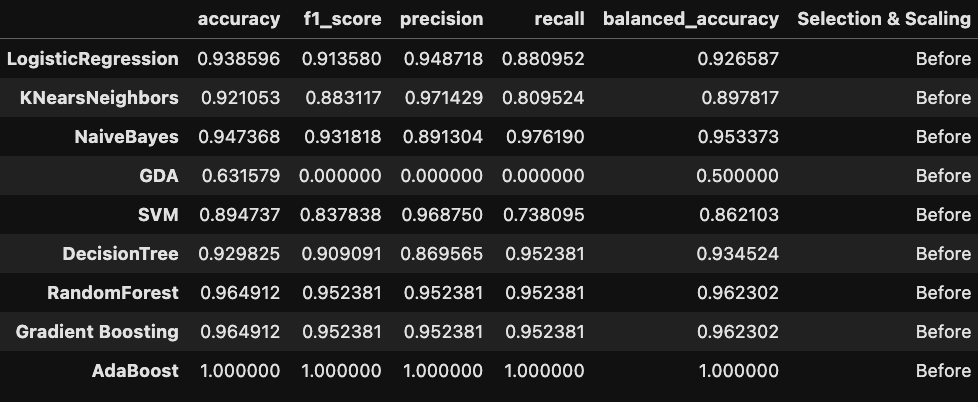 accuracy f1_score precision recall balanced_accuracy Selection & Scaling
LogisticRegression 0.938596 0.913580 0.948718 0.880952 0.926587 Before
KNearsNeighbors 0.921053 0.883117 0.971429 0.809524 0.897817 Before
NaiveBayes 0.947368 0.931818 0.891304 0.976190 0.953373 Before
GDA 0.631579 0.000000 0.000000 0.000000 0.500000 Before
SVM 0.894737 0.837838 0.968750 0.738095 0.862103 Before
DecisionTree 0.929825 0.909091 0.869565 0.952381 0.934524 Before
RandomForest 0.964912 0.952381 0.952381 0.952381 0.962302 Before
Gradient Boosting 0.964912 0.952381 0.952381 0.952381 0.962302 Before
AdaBoost 1.000000 1.000000 1.000000 1.000000 1.000000 Before